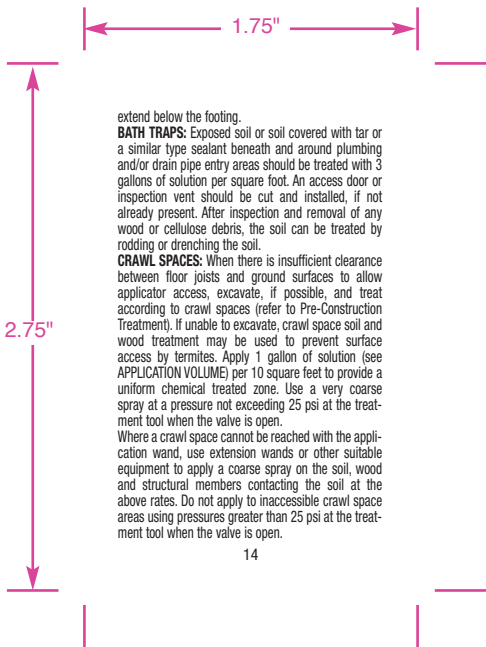 1.75"
2.75"
extend below the footing.
BATH TRAPS: Exposed soil or soil covered with tar or
a similar type sealant beneath and around plumbing
and/or drain pipe entry areas should be treated with 3
gallons of solution per square foot. An access door or
inspection vent should be cut and installed, if not
already present. After inspection and removal of any
wood or cellulose debris, the soil can be treated by
rodding or drenching the soil.
CRAWL SPACES: When there is insufficient clearance
between floor joists and ground surfaces to allow
applicator access, excavate, if possible, and treat
according to crawl spaces (refer to Pre-Construction
Treatment). If unable to excavate, crawl space soil and
wood treatment may be used to prevent surface
access by termites. Apply 1 gallon of solution (see
APPLICATION VOLUME) per 10 square feet to provide a
uniform chemical treated zone. Use a very coarse
spray at a pressure not exceeding 25 psi at the treat-
ment tool when the valve is open.
Where a crawl space cannot be reached with the appli-
cation wand, use extension wands or other suitable
equipment to apply a coarse spray on the soil, wood
and structural members contacting the soil at the
above rates. Do not apply to inaccessible crawl space
areas using pressures greater than 25 psi at the treat-
ment tool when the valve is open.
14